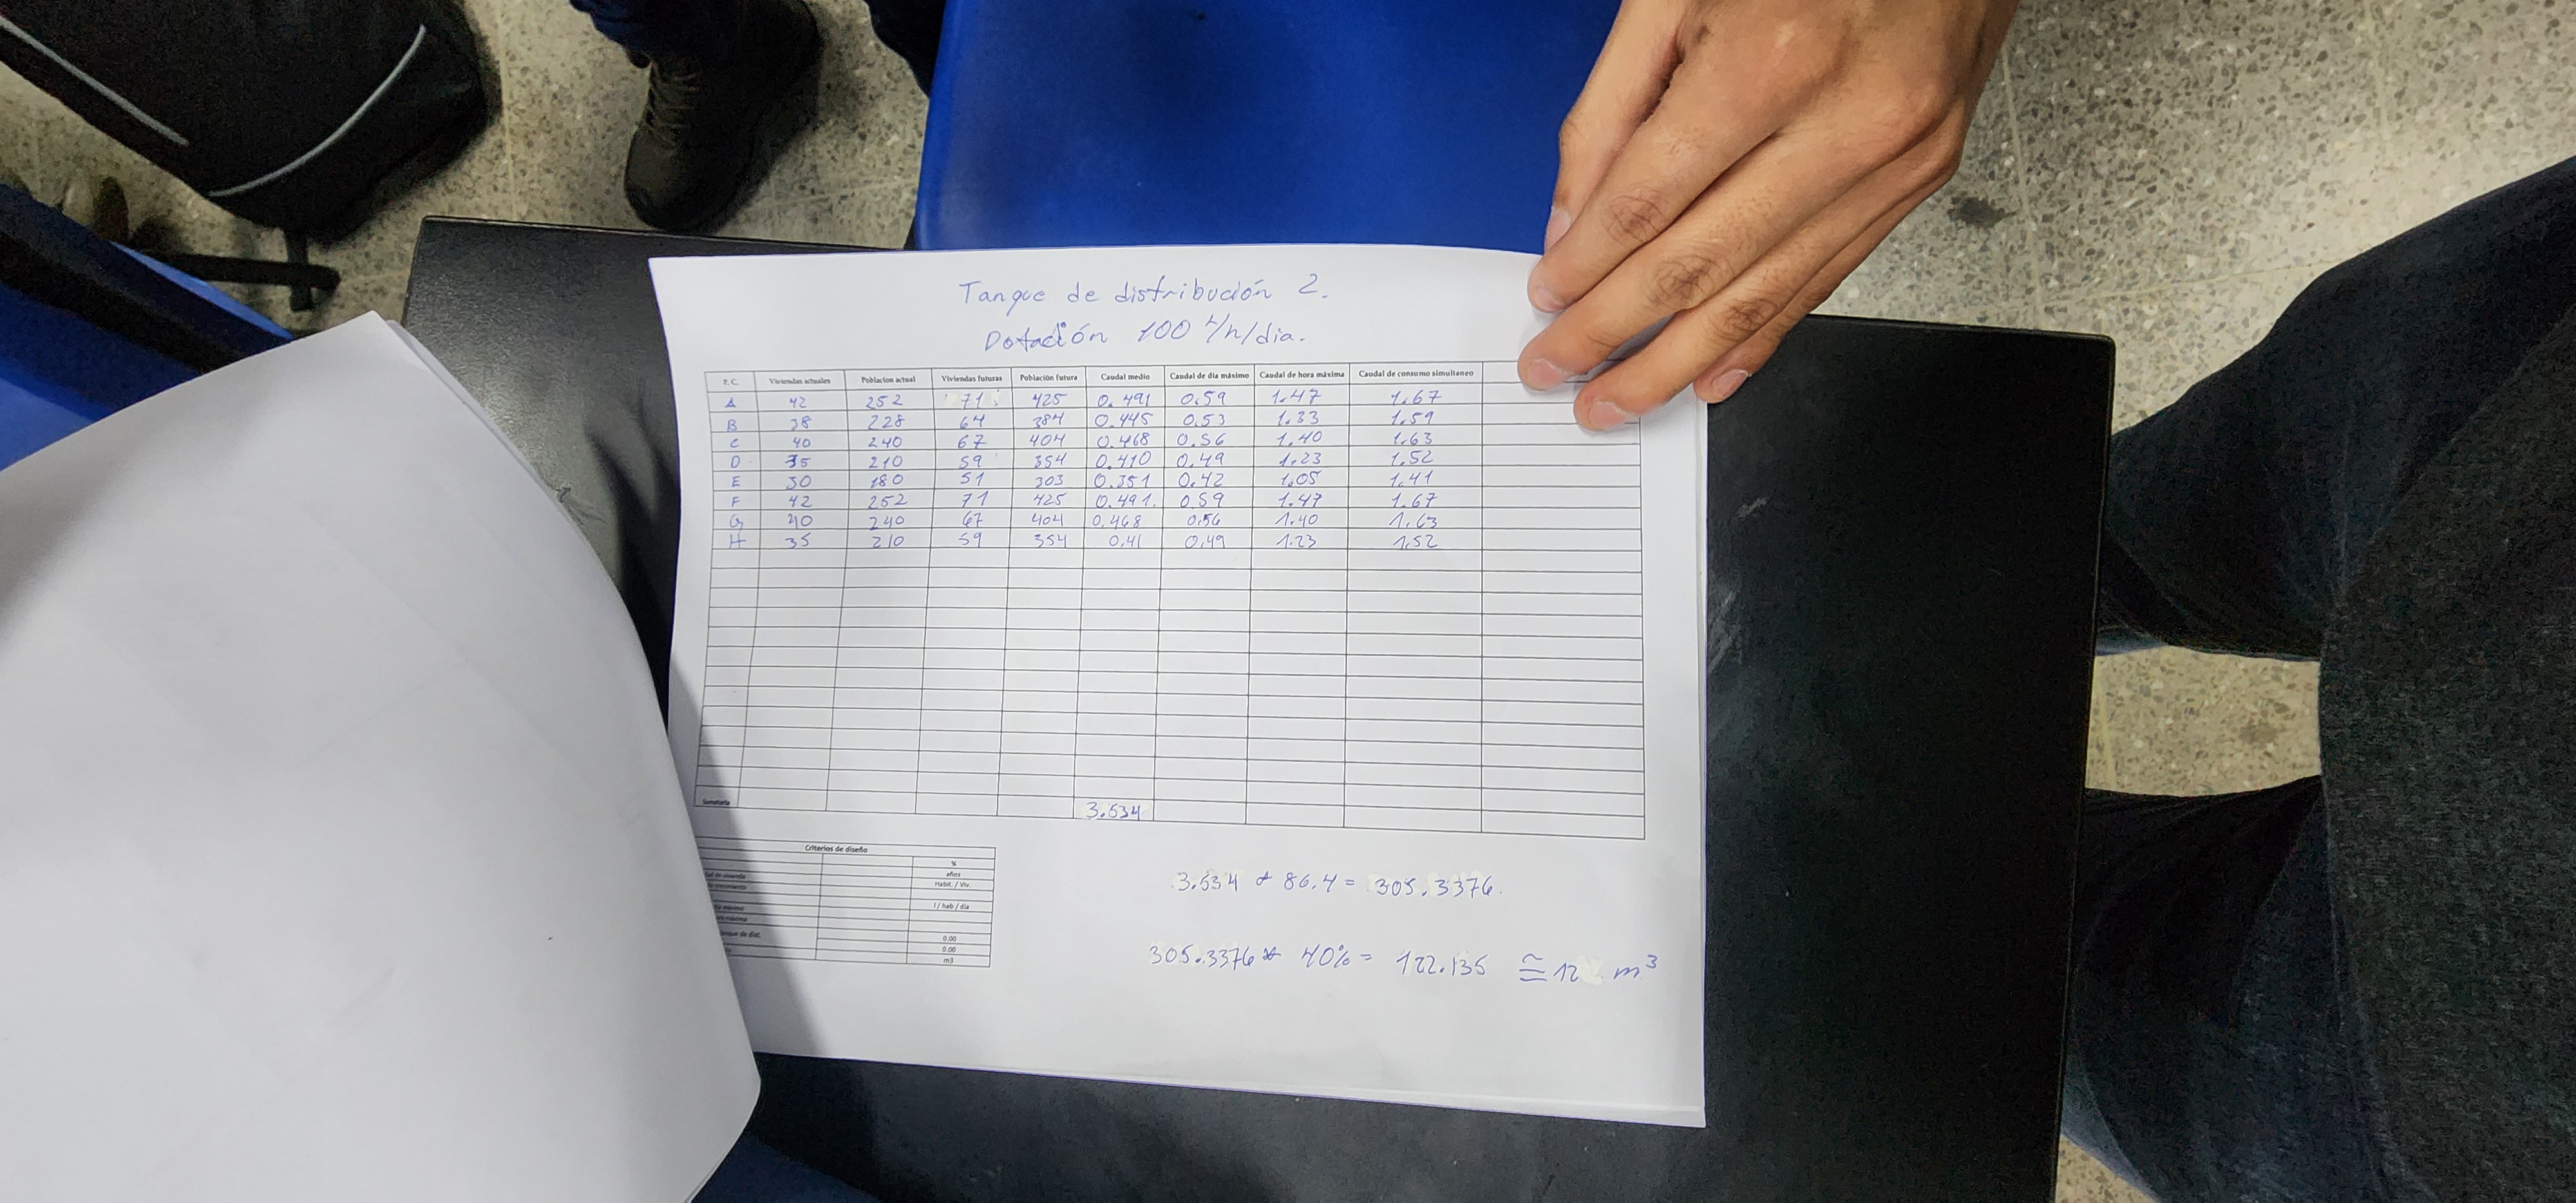 Tanque de distribución 2.
Dotación 100 L/h/dia.
P. C. Viviendas actuales Poblacion actual Viviendas futuras Población futura Caudal medio Caudal de día máximo Caudal de hora máxima Caudal de consumo simultaneo
A 42 252 71 425 0.491 0.59 1.47 1.67
B 38 228 64 384 0.445 0.53 1.33 1.59
C 40 240 67 404 0.468 0.56 1.40 1.63
D 35 210 59 354 0.410 0.49 1.23 1.52
E 30 180 51 303 0.351 0.42 1.05 1.41
F 42 252 71 425 0.491. 0.59 1.47 1.67
G 40 240 67 404 0.468 0.56 1.40 1.63
H 35 210 59 354 0.41 0.49 1.23 1.52
Sumatoria 3.534
Criterios de diseño
%
años
Habit. / Viv.
l / hab / dia
tanque de dist. 0.00
0.00
m3
3.534 * 86.4 = 305.3376.
305.3376 * 40% = 122.135 ≅ 12 m³